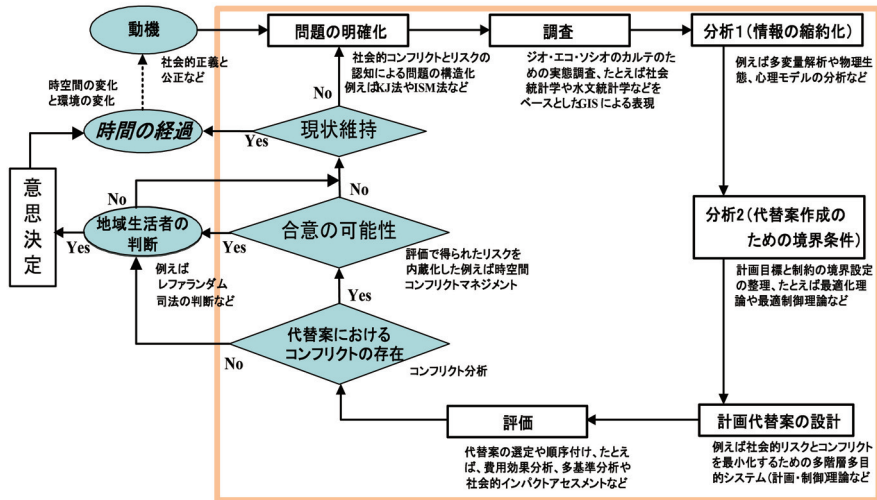 動機
社会的正義と
公正など
問題の明確化
社会的コンフリクトとリスクの
認知による問題の構造化
例えばKJ法やISM法など
調査
ジオ・エコ・ソシオのカルテのため
の実態調査、たとえば社会
統計学や水文統計学などを
ベースとしたGISによる表現
分析1(情報の縮約化)
例えば多変量解析や物理生
態、心理モデルの分析など
時空間の変化
と環境の変化
時間の経過
No
Yes
現状維持
意思決定
No
No
地域生活者の
判断
Yes
例えば
レファランダム
司法の判断など
Yes
合意の可能性
評価で得られたリスクを
内蔵化した例えば時空間
コンフリクトマネジメント
分析2(代替案作成の
ための境界条件)
計画目標と制約の境界設定
の整理、たとえば最適化理
論や最適制御理論など
Yes
代替案における
コンフリクトの存在
No
コンフリクト分析
評価
代替案の選定や順序付け、たとえ
ば、費用効果分析、多基準分析や
社会的インパクトアセスメントなど
計画代替案の設計
例えば社会的リスクとコンフリクト
を最小化するための多階層多目
的システム(計画・制御)理論など